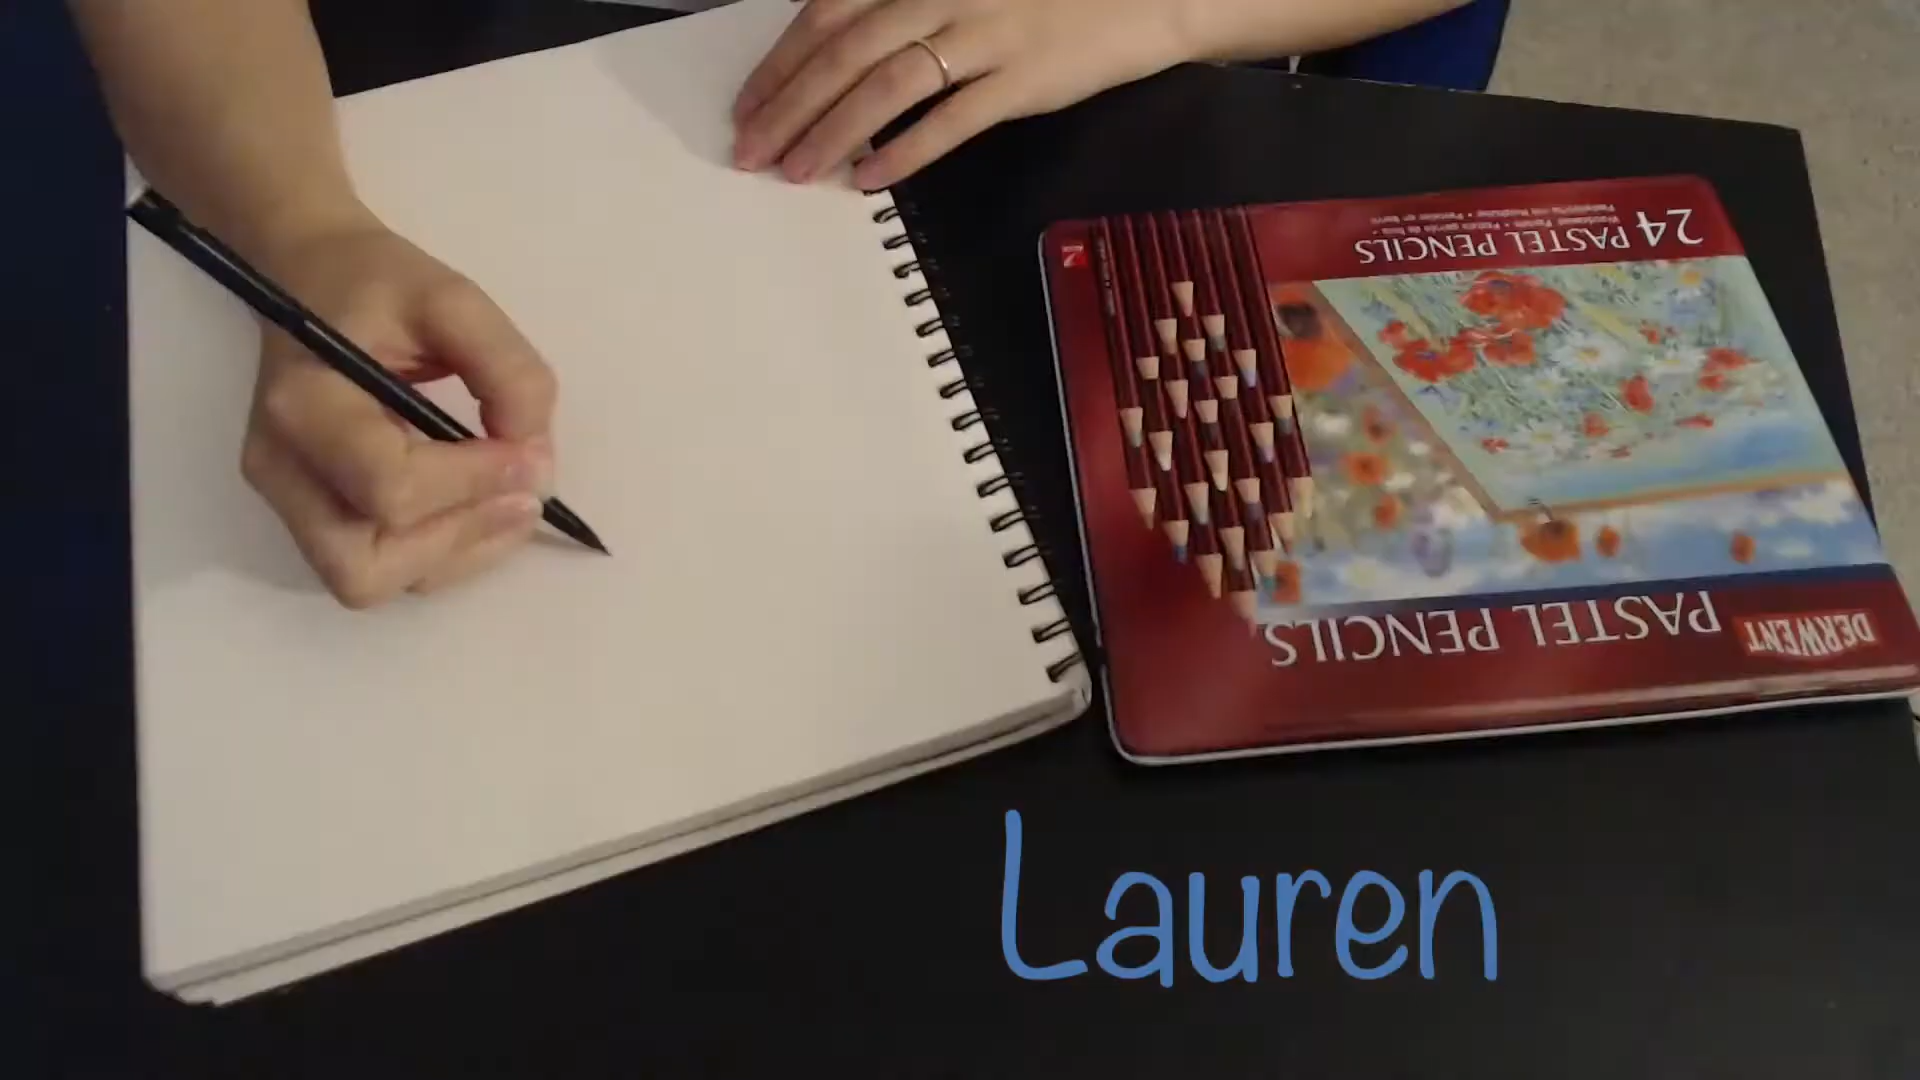 24 PASTEL PENCILS
PASTEL PENCILS
DERWENT
Lauren